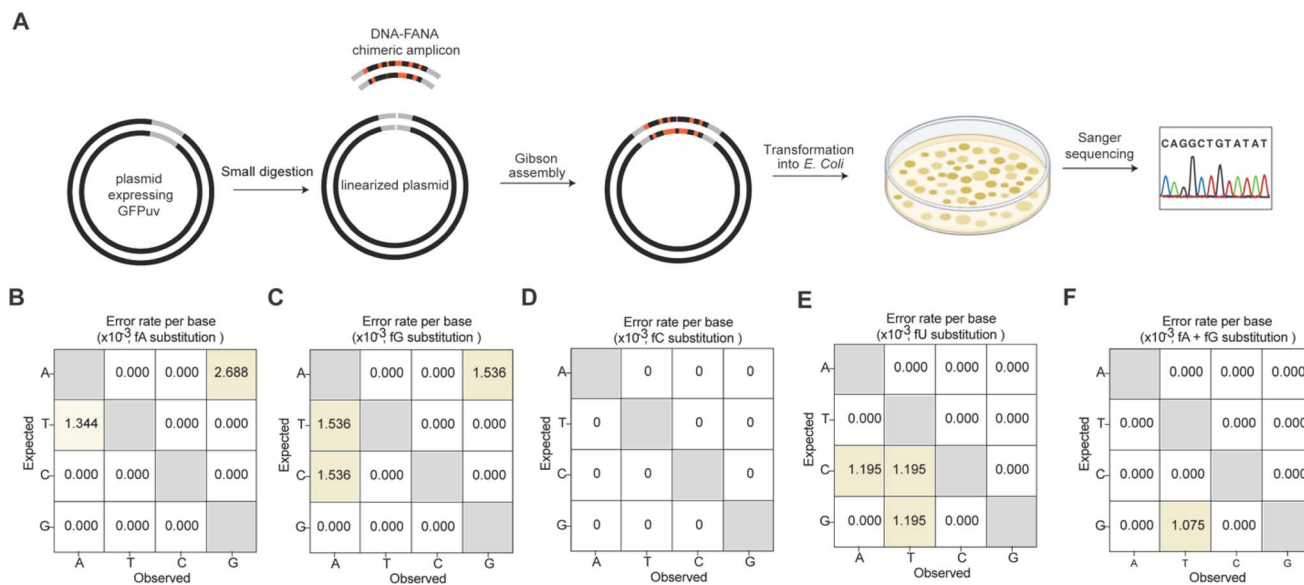 A
DNA-FANA
chimeric amplicon
plasmid
expressing
GFPuv
Small digestion
linearized plasmid
Gibson
assembly
Transformation
into E. Coli
Sanger
sequencing
CAGGCTGTATAT
B
Error rate per base
(x10-3, fA substitution )
Expected
A 0.000 0.000 2.688
T 1.344 0.000 0.000
C 0.000 0.000 0.000
G 0.000 0.000 0.000
A T C G
Observed
C
Error rate per base
(x10-3, fG substitution )
Expected
A 0.000 0.000 1.536
T 1.536 0.000 0.000
C 1.536 0.000 0.000
G 0.000 0.000 0.000
A T C G
Observed
D
Error rate per base
(x10-3, fC substitution )
Expected
A 0 0 0
T 0 0 0
C 0 0 0
G 0 0 0
A T C G
Observed
E
Error rate per base
(x10-3, fU substitution )
Expected
A 0.000 0.000 0.000
T 0.000 0.000 0.000
C 1.195 1.195 0.000
G 0.000 1.195 0.000
A T C G
Observed
F
Error rate per base
(x10-3, fA + fG substitution )
Expected
A 0.000 0.000 0.000
T 0.000 0.000 0.000
C 0.000 0.000 0.000
G 0.000 1.075 0.000
A T C G
Observed